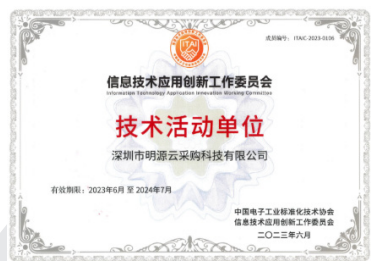 ITAI
成员编号： ITAIC-2023-0106
信息技术应用创新工作委员会
Information Technology Application Innovation Working Committee
技术活动单位
深圳市明源云采购科技有限公司
有效期限：2023年6月 至 2024年7月
中国电子工业标准化技术协会
信息技术应用创新工作委员会
二〇二三年六月